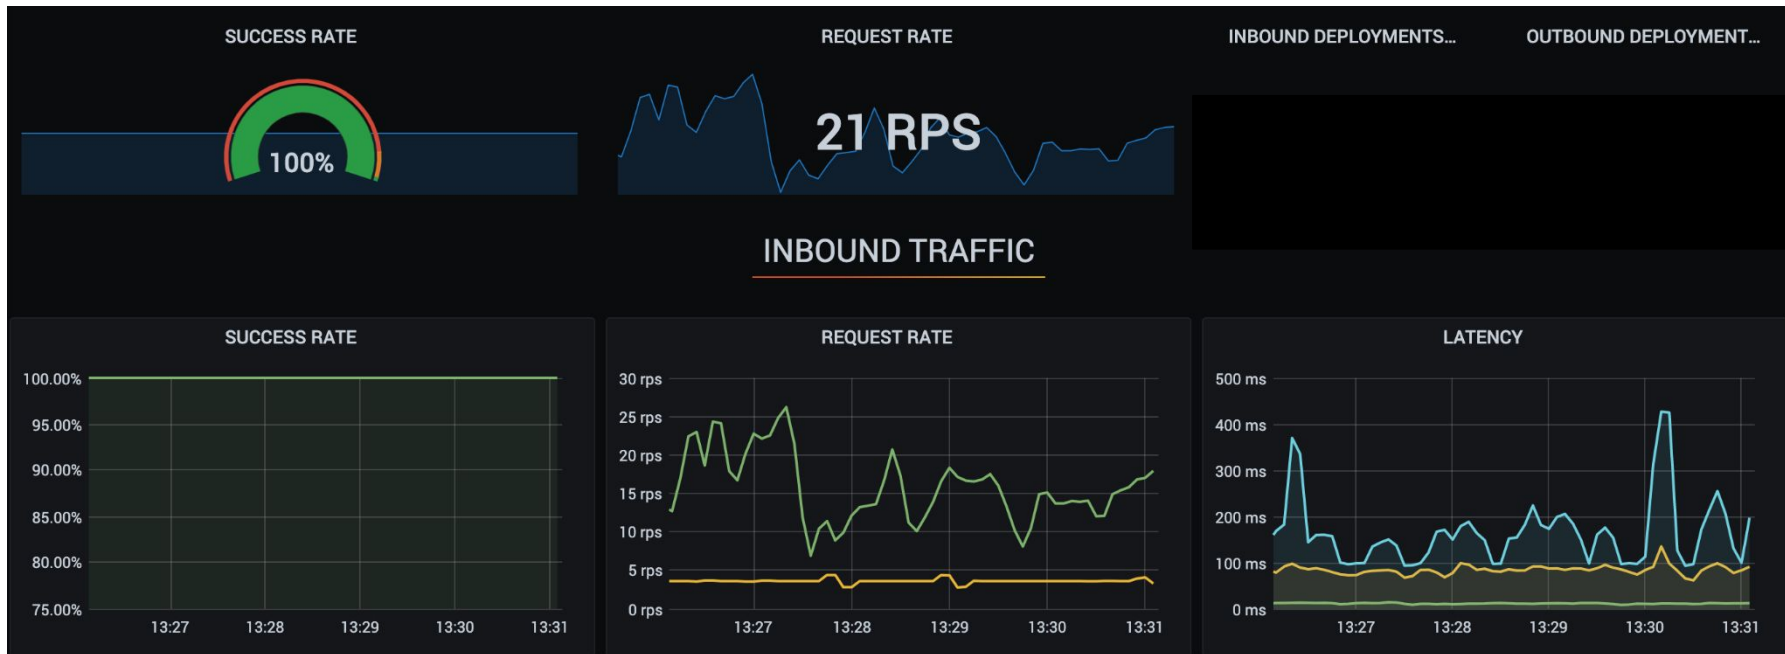 SUCCESS RATE
REQUEST RATE
INBOUND DEPLOYMENTS...
OUTBOUND DEPLOYMENT...
100%
21 RPS
INBOUND TRAFFIC
SUCCESS RATE
100.00%
95.00%
90.00%
85.00%
80.00%
75.00%
13:27 13:28 13:29 13:30 13:31
REQUEST RATE
30 rps
25 rps
20 rps
15 rps
10 rps
5 rps
0 rps
13:27 13:28 13:29 13:30 13:31
LATENCY
500 ms
400 ms
300 ms
200 ms
100 ms
0 ms
13:27 13:28 13:29 13:30 13:31